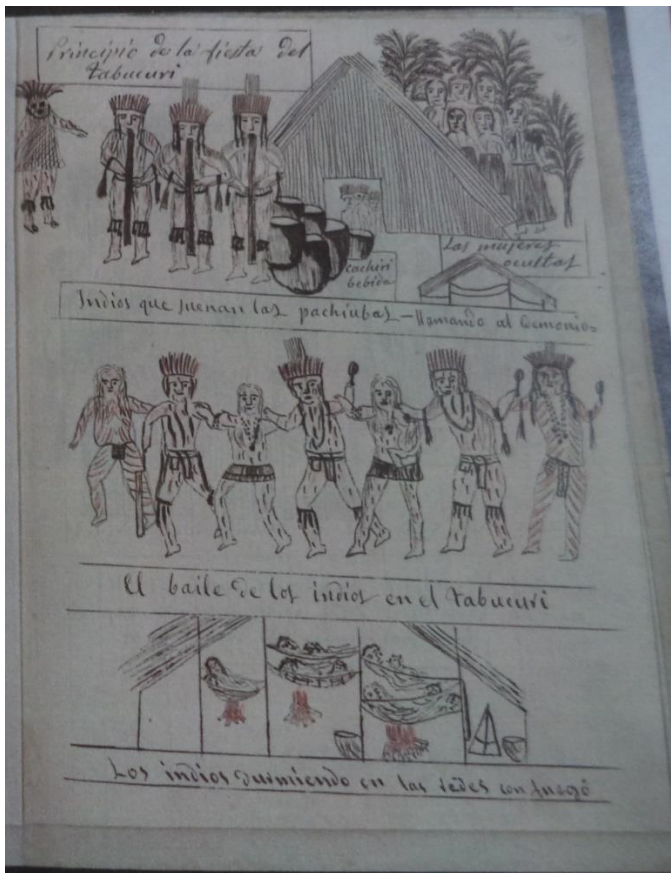 Principio de la fiesta del
tabucuri
Las mujeres
ocultas
cachiri
bebida
Indios que suenan las pachiubas - llamando al Demonio=
El baile de los indios en el tabucuri
Los indios durmiendo en las redes con fuego